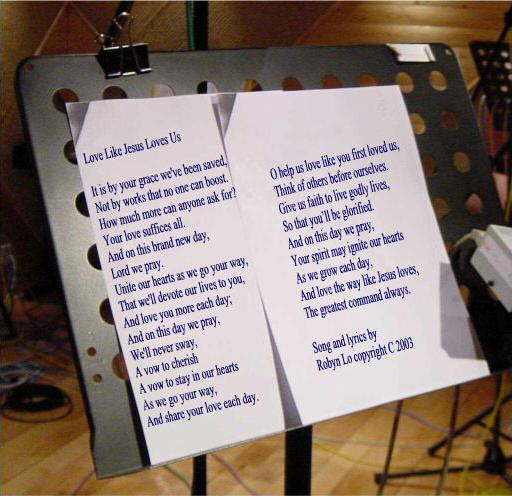 Love Like Jesus Loves Us
It is by your grace we've been saved,
Not by works that no one can boost.
How much more can anyone ask for?
Your love suffices all.
And on this brand new day,
Lord we pray.
Unite our hearts as we go your way,
That we'll devote our lives to you,
And love you more each day;
And on this day we pray,
We'll never sway,
A vow to cherish
A vow to stay in our hearts
As we go your way,
And share your love each day.
O help us love like you first loved us,
Think of others before ourselves.
Give us faith to live godly lives,
So that you'll be glorified.
And on this day we pray,
Your spirit may ignite our hearts
As we grow each day,
And love the way like Jesus loves,
The greatest command always.
Song and lyrics by
Robyn Lo copyright C 2003